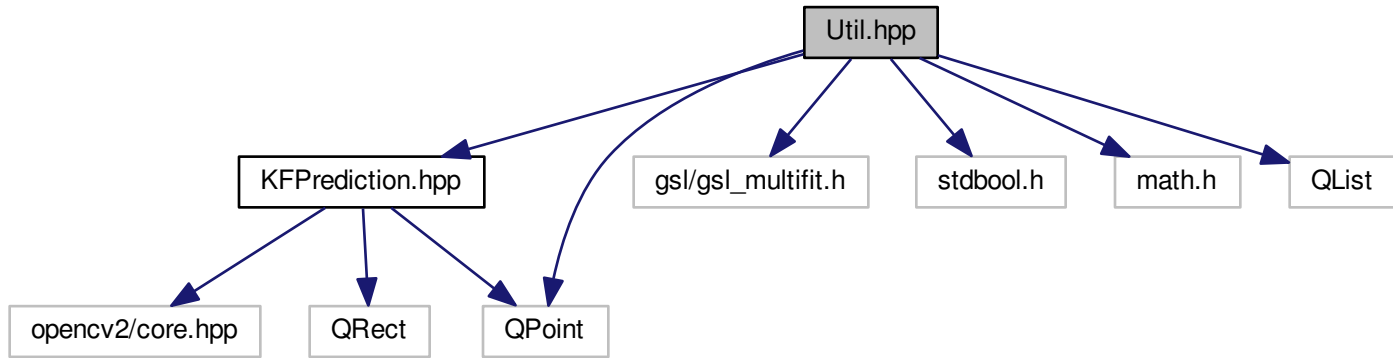 Util.hpp
KFPrediction.hpp
gsl/gsl_multifit.h
stdbool.h
math.h
QList
opencv2/core.hpp
QRect
QPoint